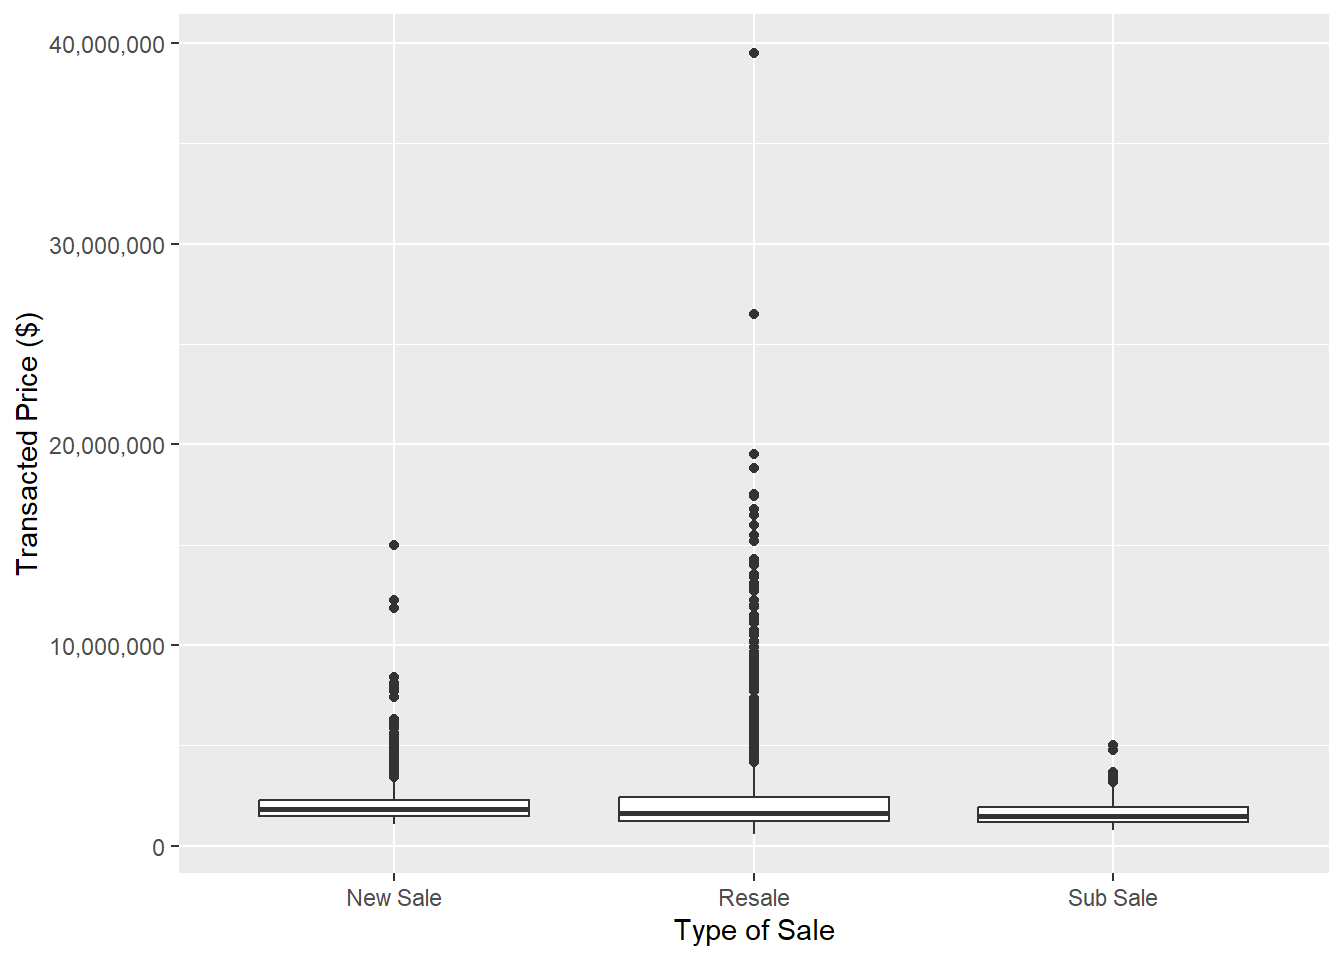 Transacted Price ($)
40,000,000
30,000,000
20,000,000
10,000,000
0
New Sale
Resale
Sub Sale
Type of Sale